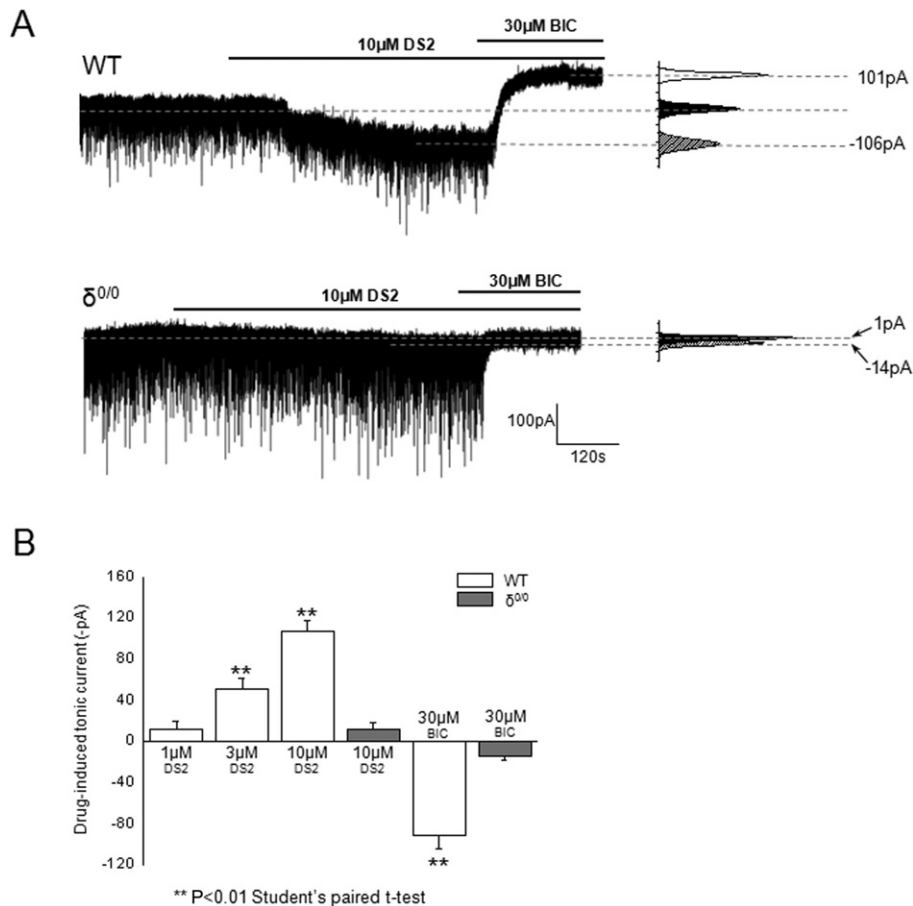 A
30µM BIC
10µM DS2
WT
101pA
-106pA
30µM BIC
δ0/0
10µM DS2
1pA
-14pA
100pA
120s
B
160
WT
δ0/0
120
**
80
**
40
30µM
BIC
30µM
BIC
0
1µM
DS2
3µM
DS2
10µM
DS2
10µM
DS2
-40
-80
-120
**
Drug-induced tonic current (-pA)
** P<0.01 Student's paired t-test